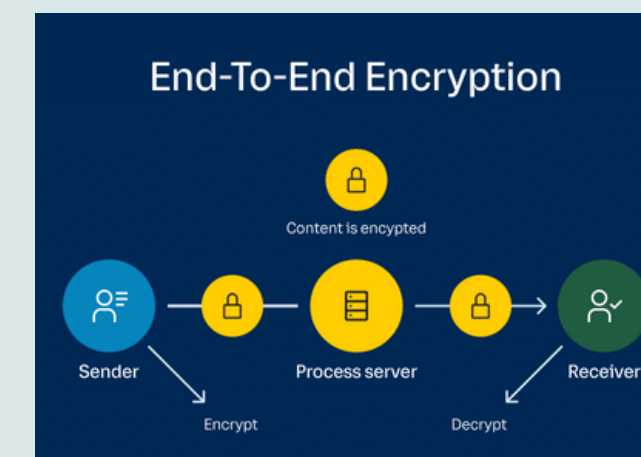 End-To-End Encryption
Content is encypted
Sender
Process server
Receiver
Encrypt
Decrypt